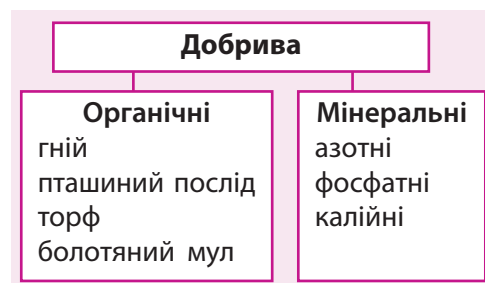 Добрива
Органічні
гній
пташиний послід
торф
болотяний мул
Мінеральні
азотні
фосфатні
калійні